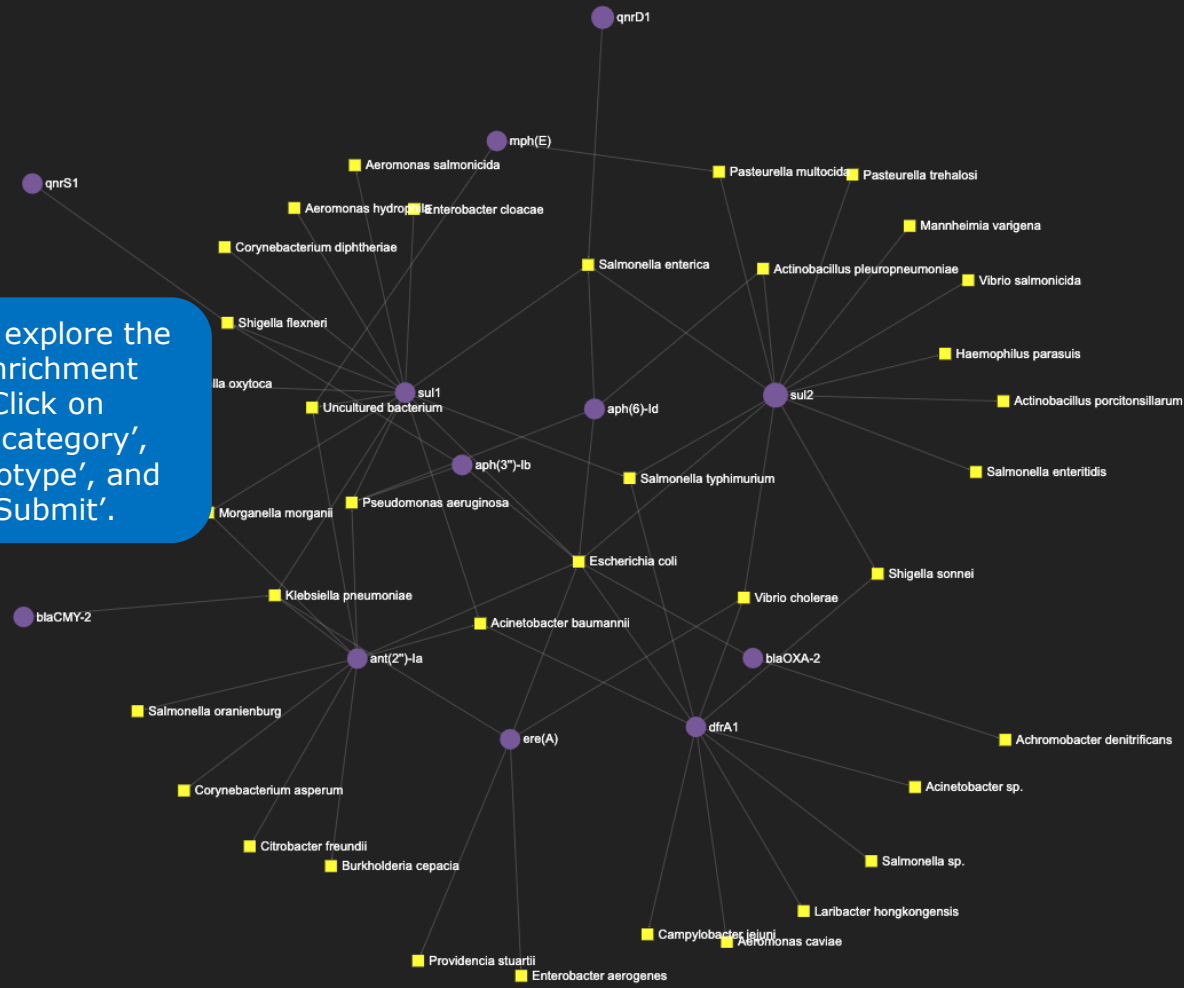 qnrD1
mph(E)
Aeromonas salmonicida
Pasteurella multocida
Pasteurella trehalosi
qnrS1
Aeromonas hydrophila
Enterobacter cloacae
Mannheimia varigena
Corynebacterium diphtheriae
Salmonella enterica
Actinobacillus pleuropneumoniae
Vibrio salmonicida
Shigella flexneri
explore the
nrichment
Click on
category’,
otype’, and
Submit’.
Haemophilus parasuis
lla oxytoca
sul1
sul2
Actinobacillus porcitonsillarum
Uncultured bacterium
aph(6)-Id
aph(3")-Ib
Salmonella typhimurium
Salmonella enteritidis
Pseudomonas aeruginosa
Morganella morganii
Escherichia coli
Shigella sonnei
Klebsiella pneumoniae
Vibrio cholerae
blaCMY-2
Acinetobacter baumannii
ant(2")-Ia
blaOXA-2
Salmonella oranienburg
dfrA1
ere(A)
Achromobacter denitrificans
Corynebacterium asperum
Acinetobacter sp.
Citrobacter freundii
Burkholderia cepacia
Salmonella sp.
Laribacter hongkongensis
Campylobacter jejuni
Aeromonas caviae
Providencia stuartii
Enterobacter aerogenes